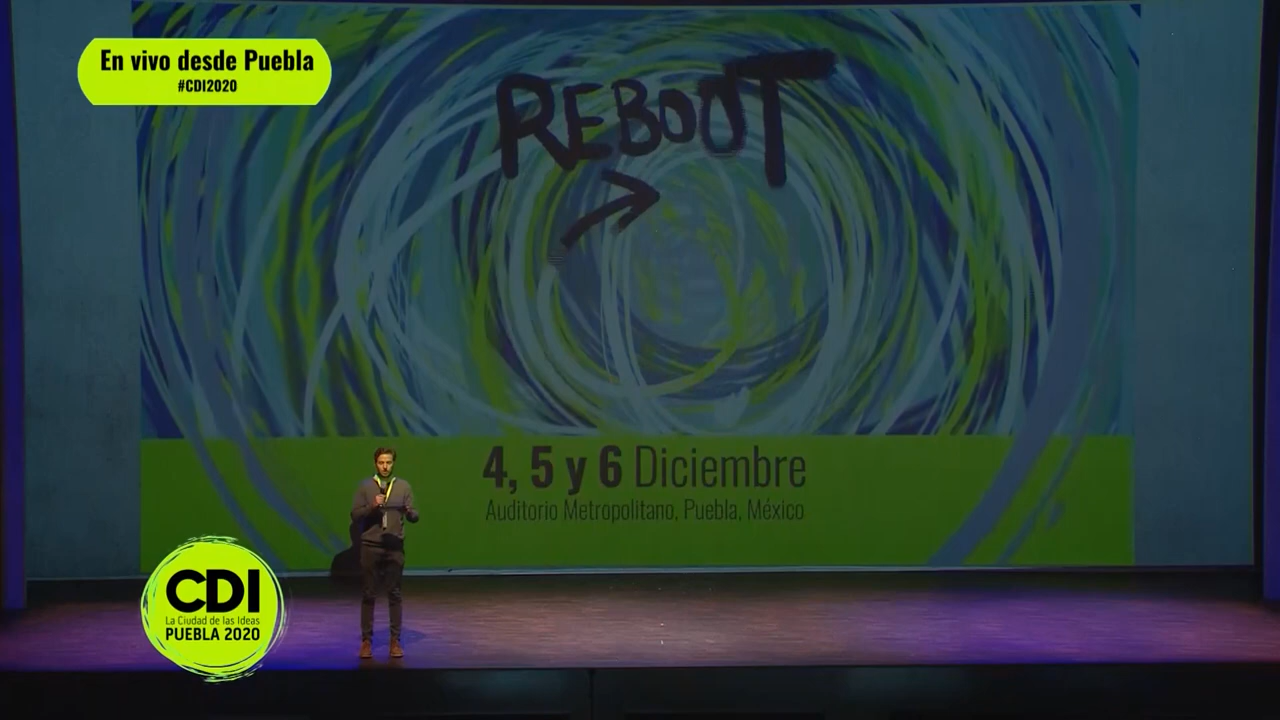 En vivo desde Puebla
#CDI2020
REBOOT
4, 5 y 6 Diciembre
Auditorio Metropolitano, Puebla, México
CDI
La Ciudad de las Ideas
PUEBLA 2020